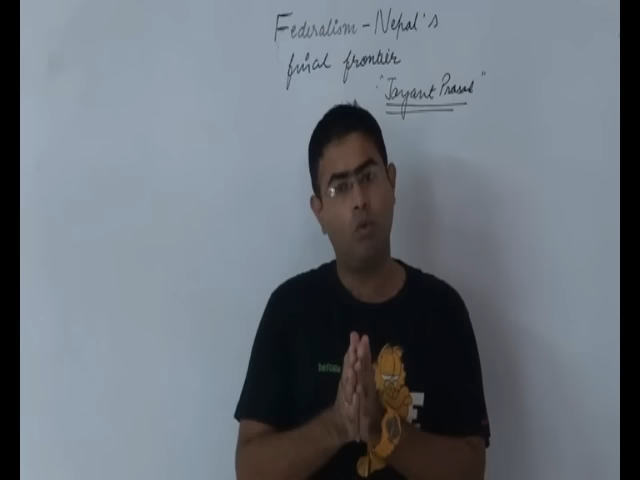 Federalism - Nepal's
final frontier
"Jayant Prasad"